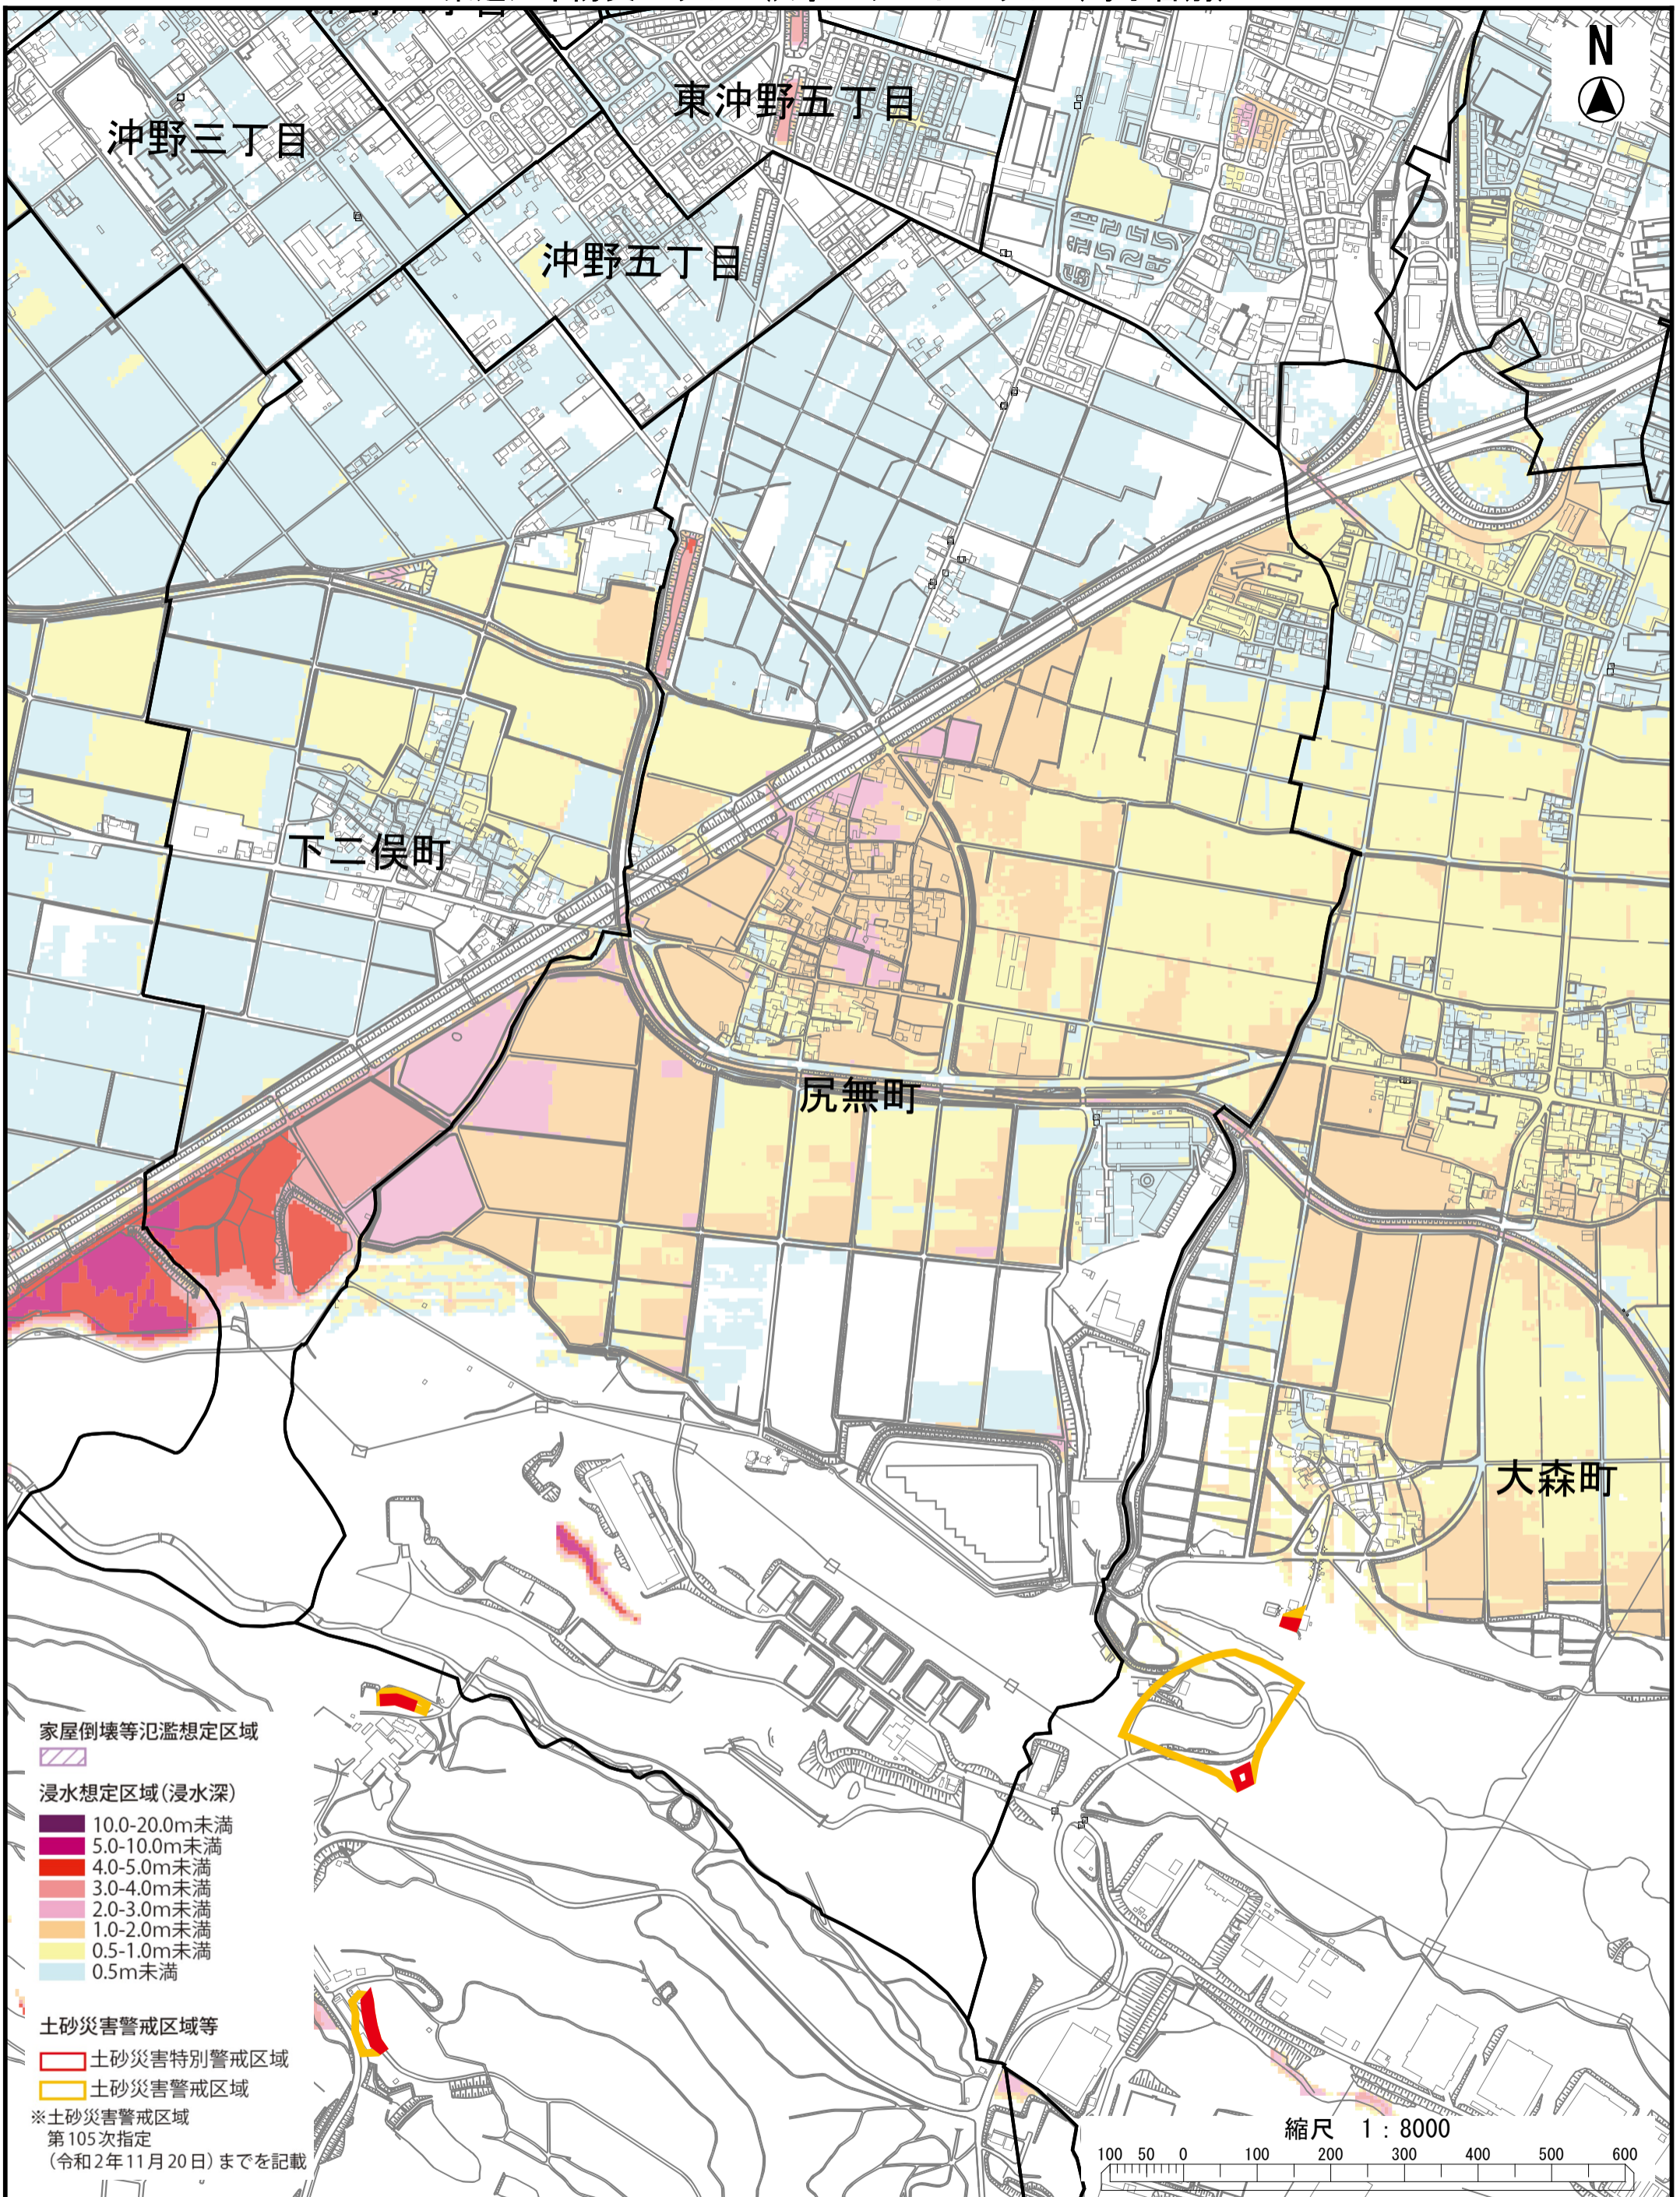 N
東沖野五丁目
沖野三丁目
沖野五丁目
下二俣町
尻無町
大森町
家屋倒壊等氾濫想定区域
浸水想定区域(浸水深)
10.0-20.0m未満
5.0-10.0m未満
4.0-5.0m未満
3.0-4.0m未満
2.0-3.0m未満
1.0-2.0m未満
0.5-1.0m未満
0.5m未満
土砂災害警戒区域等
土砂災害特別警戒区域
土砂災害警戒区域
※土砂災害警戒区域
第105次指定
(令和2年11月20日)までを記載
縮尺 1:8000
100 50 0 100 200 300 400 500 600